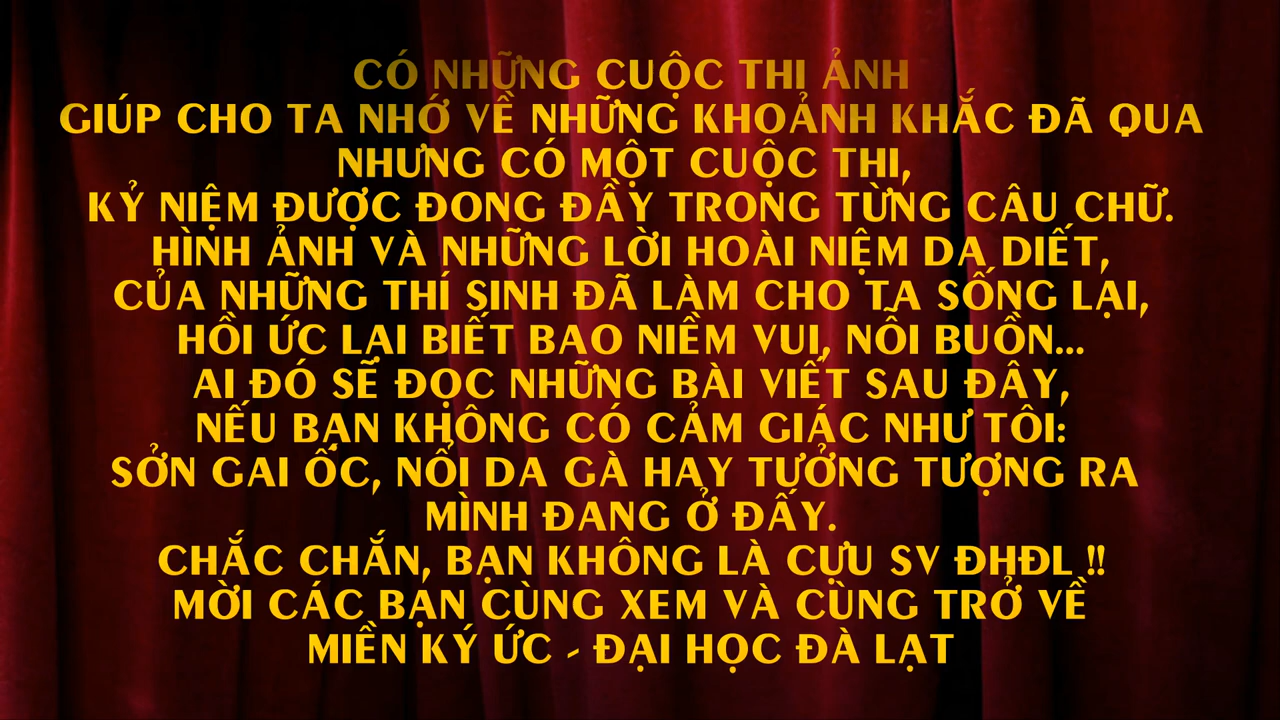 CÓ NHỮNG CUỘC THI ẢNH
GIÚP CHO TA NHỚ VỀ NHỮNG KHOẢNH KHẮC ĐÃ QUA
NHƯNG CÓ MỘT CUỘC THI,
KỶ NIỆM ĐƯỢC ĐONG ĐẦY TRONG TỪNG CÂU CHỮ.
HÌNH ẢNH VÀ NHỮNG LỜI HOÀI NIỆM DA DIẾT,
CỦA NHỮNG THÍ SINH ĐÃ LÀM CHO TA SỐNG LẠI,
HỒI ỨC LẠI BIẾT BAO NIỀM VUI, NỖI BUỒN...
AI ĐÓ SẼ ĐỌC NHỮNG BÀI VIẾT SAU ĐÂY,
NẾU BẠN KHÔNG CÓ CẢM GIÁC NHƯ TÔI:
SỞN GAI ỐC, NỔI DA GÀ HAY TƯỞNG TƯỢNG RA
MÌNH ĐANG Ở ĐẤY.
CHẮC CHẮN, BẠN KHÔNG LÀ CỰU SV ĐHĐL !!
MỜI CÁC BẠN CÙNG XEM VÀ CÙNG TRỞ VỀ
MIỀN KÝ ỨC - ĐẠI HỌC ĐÀ LẠT